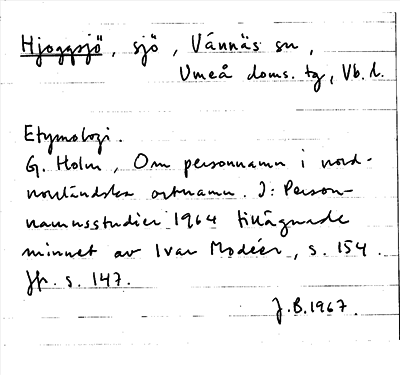 Hjoggsjö, sjö, Vännäs sn,
Umeå doms. tg, Vb. l.
Etymologi.
G. Holm, Om personnamn i nord-
norrländska ortnamn. I: Person-
namnsstudier 1964 tillägnade
minnet av Ivar Modéer, s. 154.
Jfr. s. 147.
J.B. 1967.